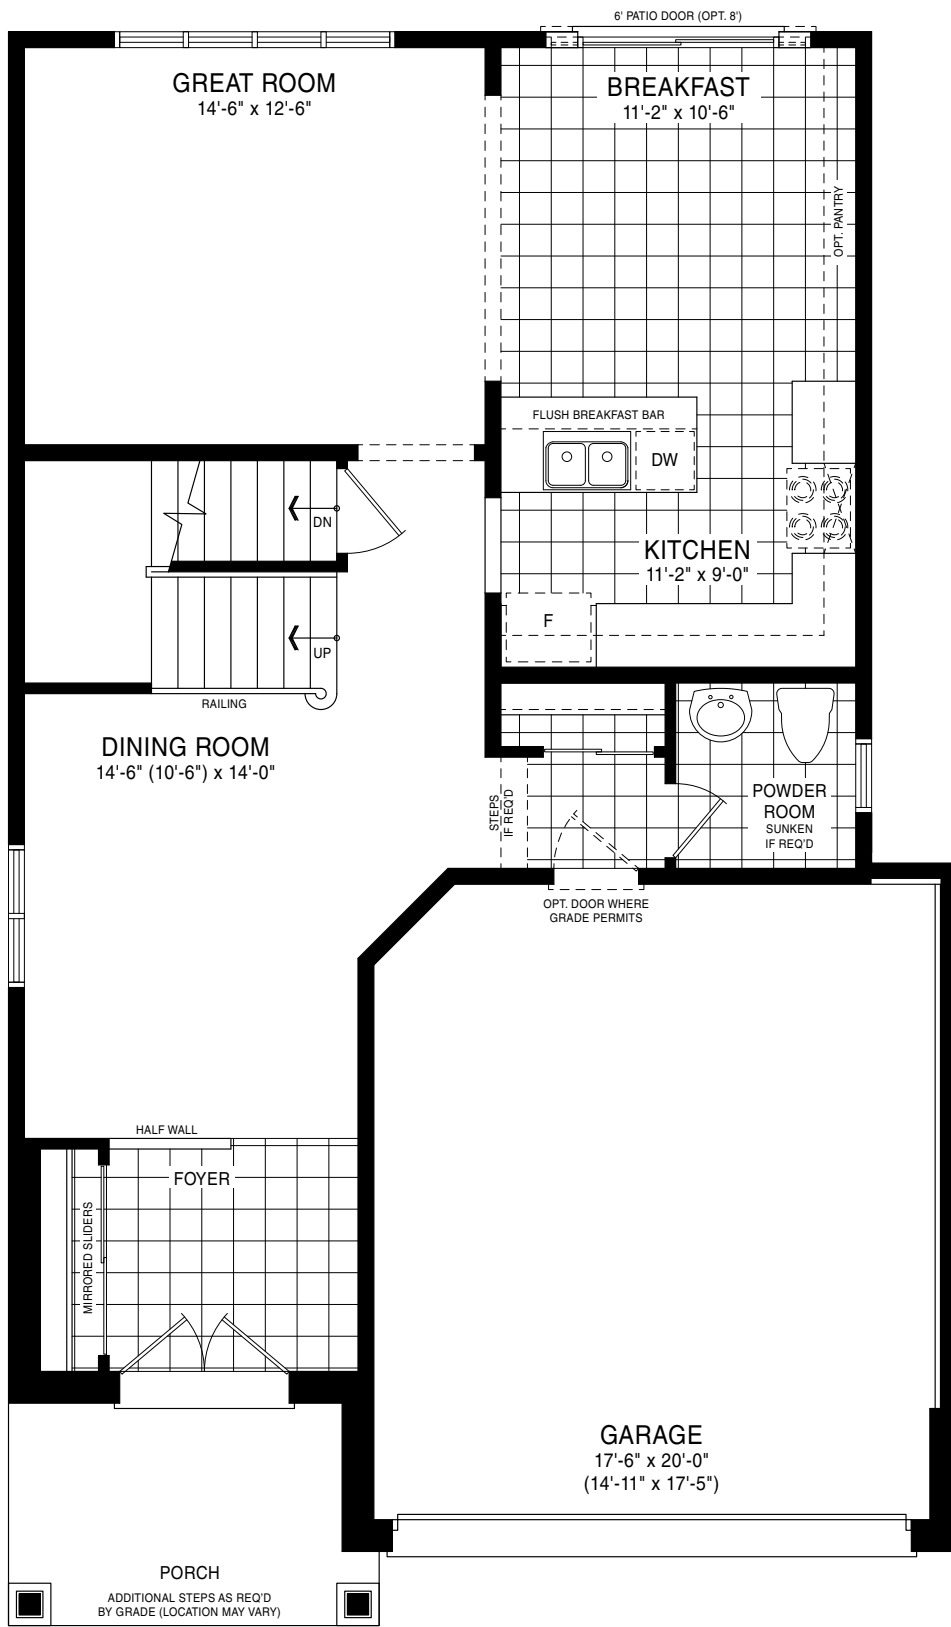 6' PATIO DOOR (OPT. 8')
GREAT ROOM
14'-6" x 12'-6"
BREAKFAST
11'-2" x 10'-6"
OPT. PANTRY
FLUSH BREAKFAST BAR
DW
DN
KITCHEN
11'-2" x 9'-0"
F
UP
RAILING
DINING ROOM
14'-6" (10'-6") x 14'-0"
STEPS
IF REQ'D
POWDER
ROOM
SUNKEN
IF REQ'D
OPT. DOOR WHERE
GRADE PERMITS
HALF WALL
FOYER
MIRRORED SLIDERS
GARAGE
17'-6" x 20'-0"
(14'-11" x 17'-5")
PORCH
ADDITIONAL STEPS AS REQ'D
BY GRADE (LOCATION MAY VARY)